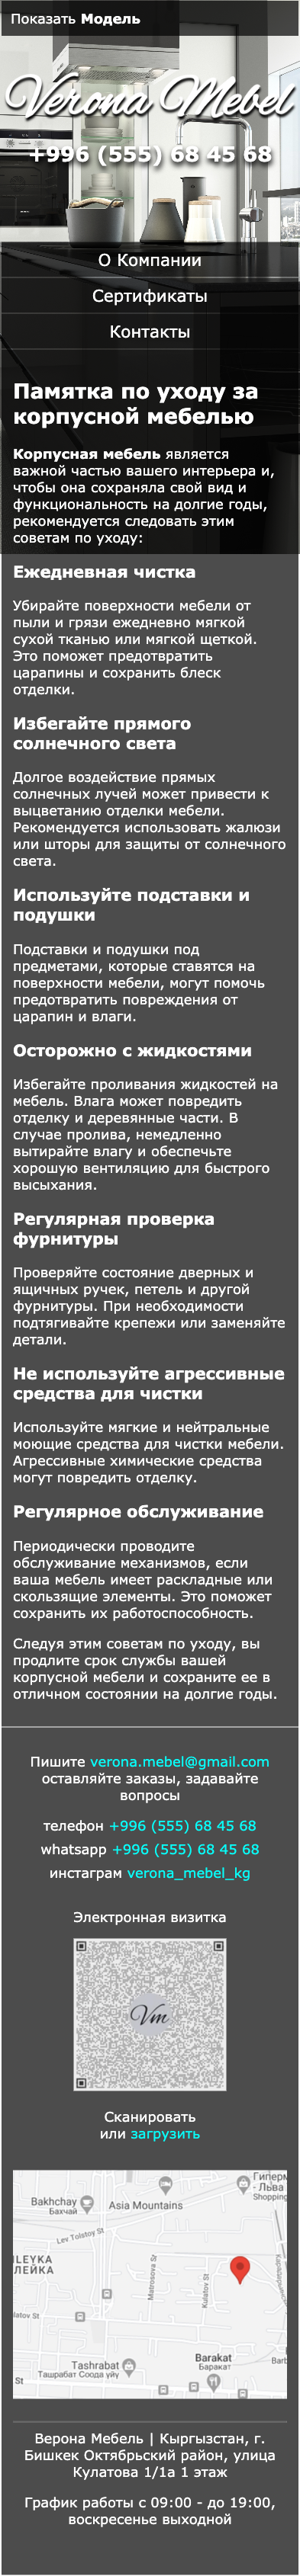 Показать Модель
Verona Mebel
+996 (555) 68 45 68
О Компании
Сертификаты
Контакты
Памятка по уходу за
корпусной мебелью
Корпусная мебель является
важной частью вашего интерьера и,
чтобы она сохраняла свой вид и
функциональность на долгие годы,
рекомендуется следовать этим
советам по уходу:
Ежедневная чистка
Убирайте поверхности мебели от
пыли и грязи ежедневно мягкой
сухой тканью или мягкой щеткой.
Это поможет предотвратить
царапины и сохранить блеск
отделки.
Избегайте прямого
солнечного света
Долгое воздействие прямых
солнечных лучей может привести к
выцветанию отделки мебели.
Рекомендуется использовать жалюзи
или шторы для защиты от солнечного
света.
Используйте подставки и
подушки
Подставки и подушки под
предметами, которые ставятся на
поверхности мебели, могут помочь
предотвратить повреждения от
царапин и влаги.
Осторожно с жидкостями
Избегайте проливания жидкостей на
мебель. Влага может повредить
отделку и деревянные части. В
случае пролива, немедленно
вытирайте влагу и обеспечьте
хорошую вентиляцию для быстрого
высыхания.
Регулярная проверка
фурнитуры
Проверяйте состояние дверных и
ящичных ручек, петель и другой
фурнитуры. При необходимости
подтягивайте крепежи или заменяйте
детали.
Не используйте агрессивные
средства для чистки
Используйте мягкие и нейтральные
моющие средства для чистки мебели.
Агрессивные химические средства
могут повредить отделку.
Регулярное обслуживание
Периодически проводите
обслуживание механизмов, если
ваша мебель имеет раскладные или
скользящие элементы. Это поможет
сохранить их работоспособность.
Следуя этим советам по уходу, вы
продлите срок службы вашей
корпусной мебели и сохраните ее в
отличном состоянии на долгие годы.
Пишите verona.mebel@gmail.com
оставляйте заказы, задавайте
вопросы
телефон +996 (555) 68 45 68
whatsapp +996 (555) 68 45 68
инстаграм verona_mebel_kg
Электронная визитка
Vm
Сканировать
или загрузить
Гиперм
- Льва
Shopping
Bakhchay
Бахчай
Asia Mountains
Lev Tolstoy St
ILEYKA
ЛЕЙКА
Matrosova St
Kulatov St
oy St
Tashrabat
Ташрабат Соода үйү
Barakat
Баракат
St
Верона Мебель | Кыргызстан, г.
Бишкек Октябрьский район, улица
Кулатова 1/1а 1 этаж
График работы с 09:00 - до 19:00,
воскресенье выходной